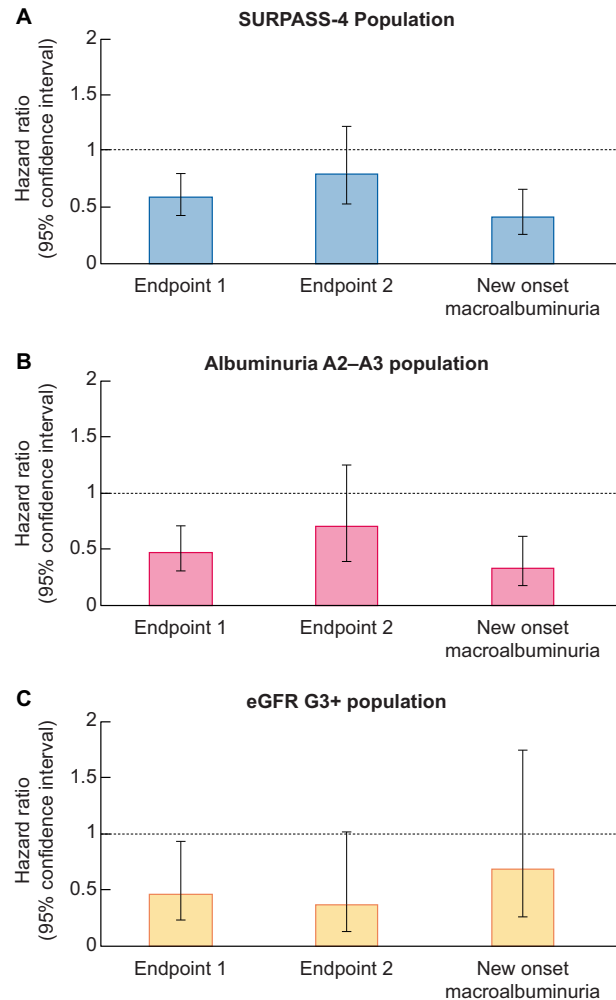 A
SURPASS-4 Population
Hazard ratio
(95% confidence interval)
2
1.5
1
0.5
0
Endpoint 1
Endpoint 2
New onset
macroalbuminuria
B
Albuminuria A2–A3 population
Hazard ratio
(95% confidence interval)
2
1.5
1
0.5
0
Endpoint 1
Endpoint 2
New onset
macroalbuminuria
C
eGFR G3+ population
Hazard ratio
(95% confidence interval)
2
1.5
1
0.5
0
Endpoint 1
Endpoint 2
New onset
macroalbuminuria